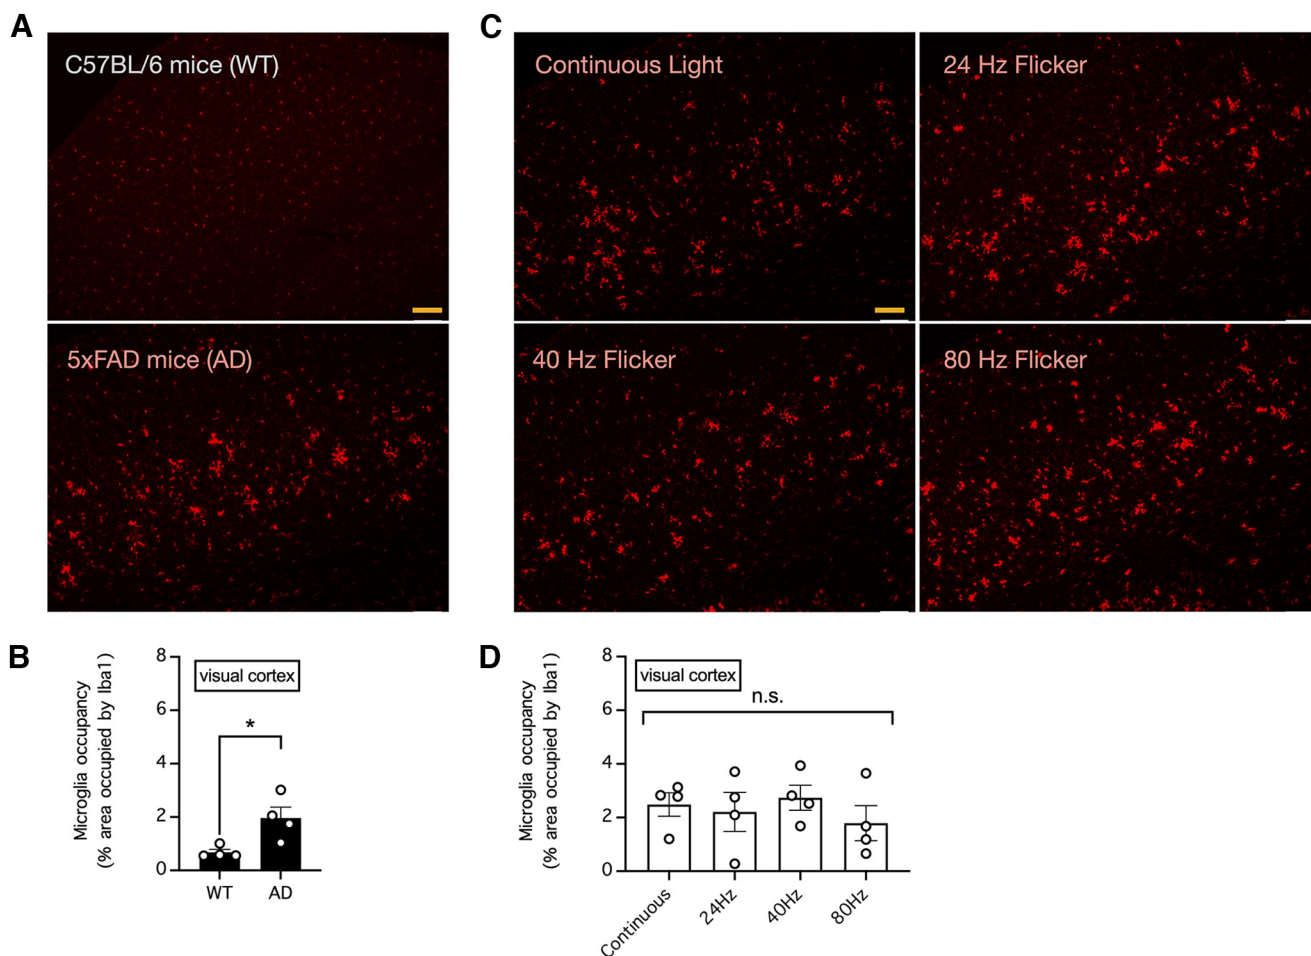 A
C57BL/6 mice (WT)
5xFAD mice (AD)
C
Continuous Light
24 Hz Flicker
40 Hz Flicker
80 Hz Flicker
B
Microglia occupancy
(% area occupied by Iba1)
8
6
4
2
0
visual cortex
*
WT
AD
D
Microglia occupancy
(% area occupied by Iba1)
8
6
4
2
0
visual cortex
n.s.
Continuous
24Hz
40Hz
80Hz